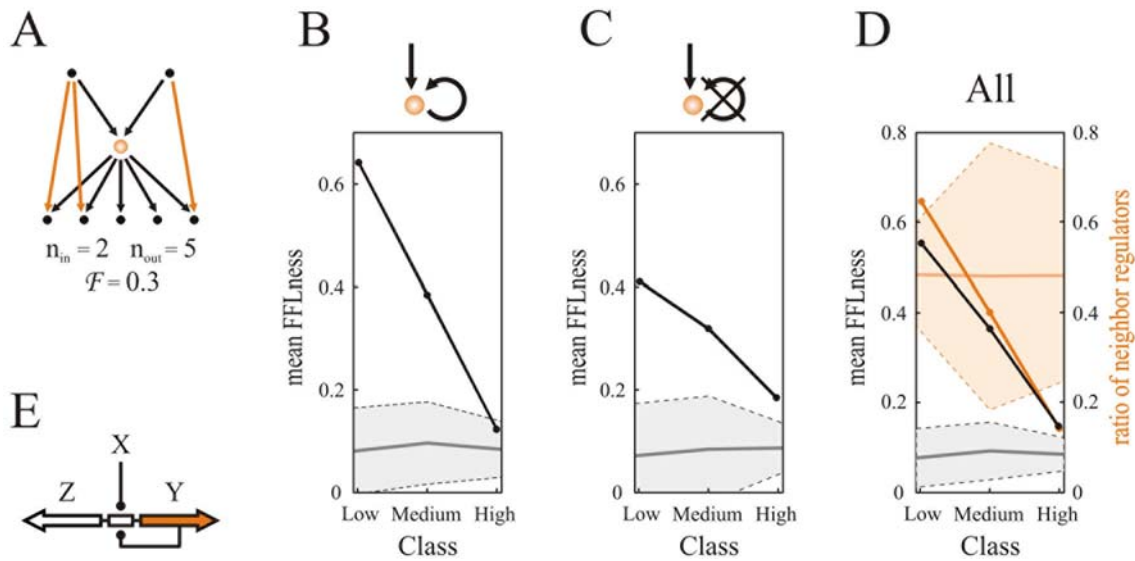 A
n_in = 2 n_out = 5
ℱ = 0.3
B
mean FFLness
0.6
0.4
0.2
0
Low Medium High
Class
C
mean FFLness
0.6
0.4
0.2
0
Low Medium High
Class
D
All
mean FFLness
0.8
0.6
0.4
0.2
0
0.8
0.6
0.4
0.2
0
ratio of neighbor regulators
Low Medium High
Class
E
X
Z Y